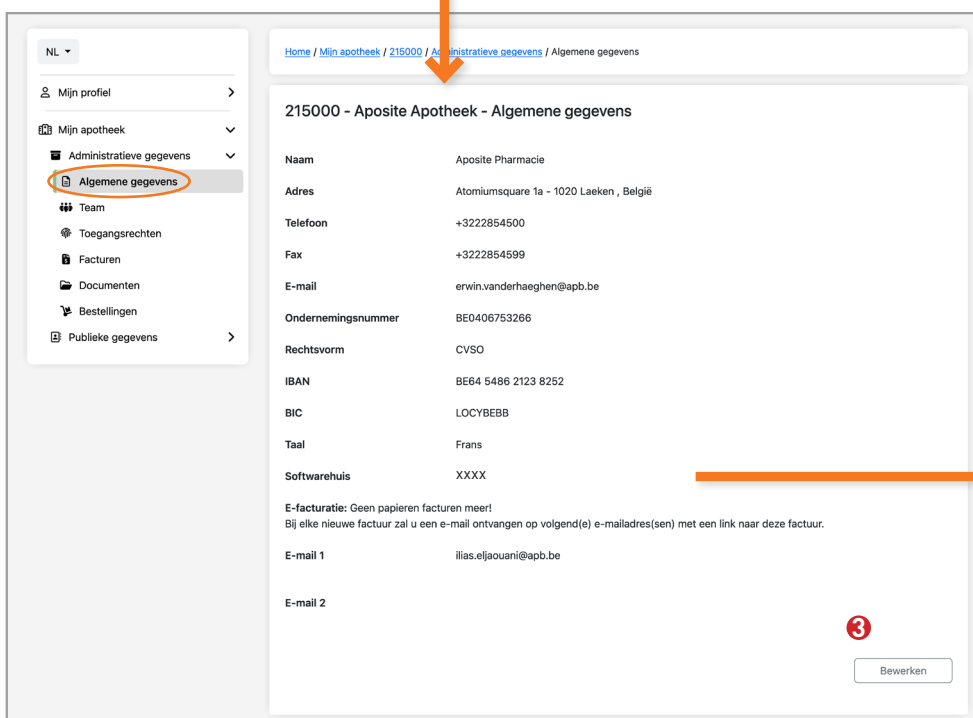 NL
Mijn profiel
Mijn apotheek
Administratieve gegevens
Algemene gegevens
Team
Toegangsrechten
Facturen
Documenten
Bestellingen
Publieke gegevens
Home / Mijn apotheek / 215000 / Administratieve gegevens / Algemene gegevens
215000 - Aposite Apotheek - Algemene gegevens
Naam Aposite Pharmacie
Adres Atomiumsquare 1a - 1020 Laeken , België
Telefoon +3222854500
Fax +3222854599
E-mail erwin.vanderhaeghen@apb.be
Ondernemingsnummer BE0406753266
Rechtsvorm CVSO
IBAN BE64 5486 2123 8252
BIC LOCYBEBB
Taal Frans
Softwarehuis XXXX
E-facturatie: Geen papieren facturen meer!
Bij elke nieuwe factuur zal u een e-mail ontvangen op volgend(e) e-mailadres(sen) met een link naar deze factuur.
E-mail 1 ilias.eljaouani@apb.be
E-mail 2
3
Bewerken